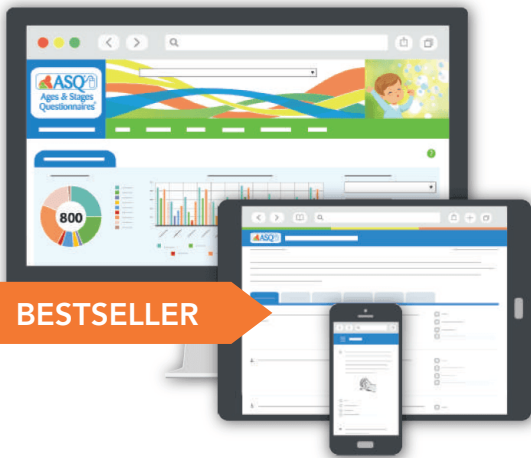 ASQ
Ages & Stages
Questionnaires®
800
?
ASQ
BESTSELLER